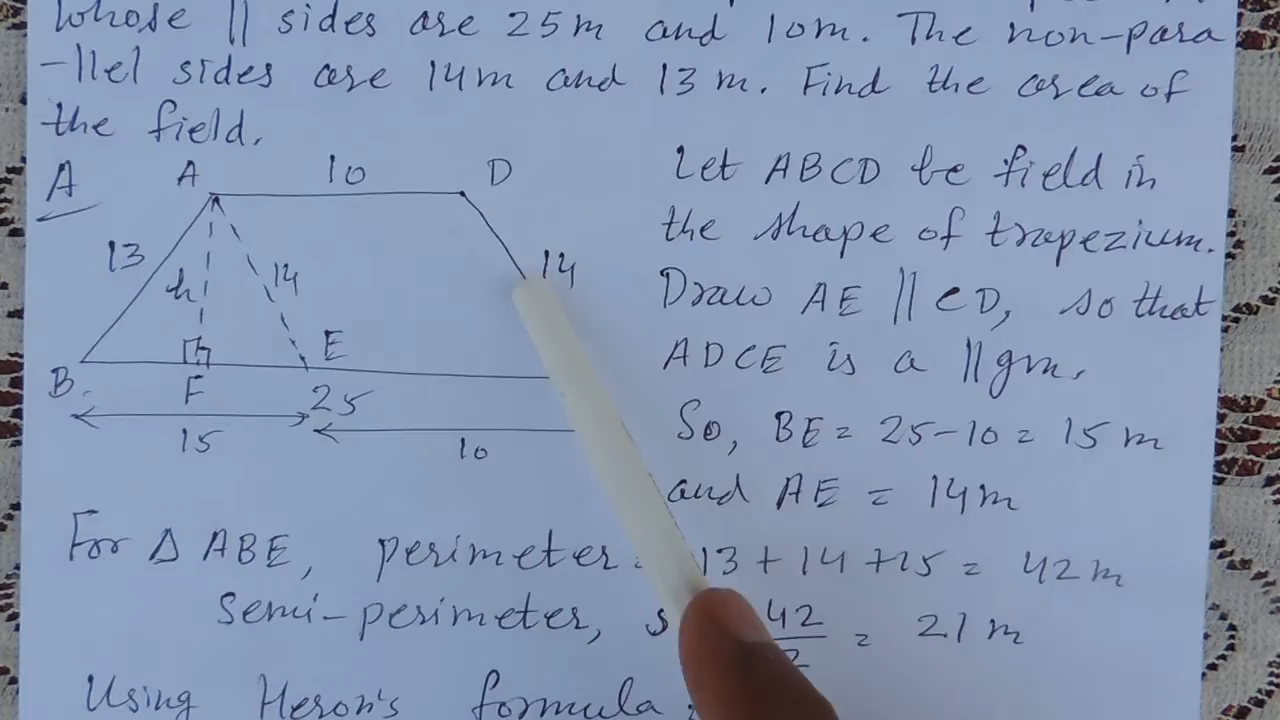 whose || sides are 25m and 10m. The non-para
-llel sides are 14m and 13m. Find the area of
the field.
A
A 10 D
13
h
14
14
B
F
E
25
15
10
Let ABCD be field in
the shape of trapezium.
Draw AE || CD, so that
ADCE is a ||gm.
So, BE = 25-10 = 15 m
and AE = 14m
For Δ ABE, perimeter = 13 + 14 + 15 = 42m
Semi-perimeter, s 42/2 = 21 m
Using Heron's formula :